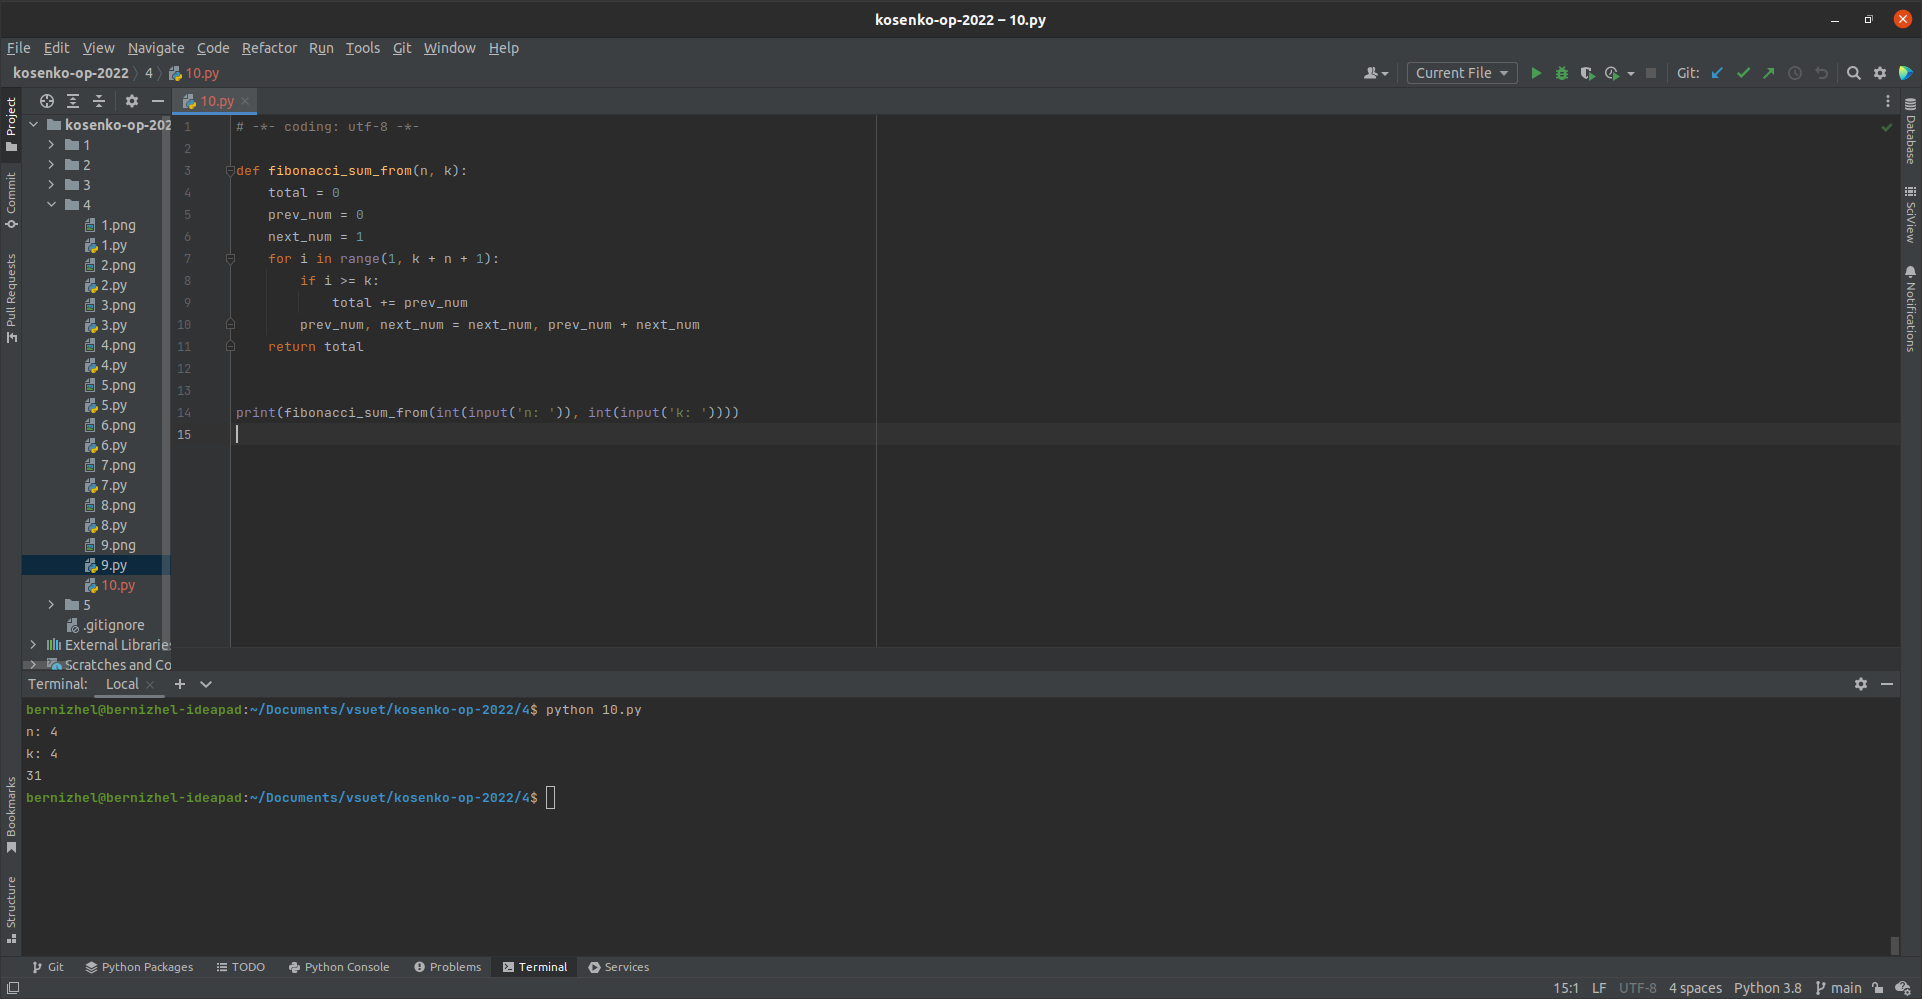 kosenko-op-2022 – 10.py
File Edit View Navigate Code Refactor Run Tools Git Window Help
kosenko-op-2022 4 10.py
Current File
Git:
Project
Commit
Pull Requests
Bookmarks
Structure
kosenko-op-202
1
2
3
4
1.png
1.py
2.png
2.py
3.png
3.py
4.png
4.py
5.png
5.py
6.png
6.py
7.png
7.py
8.png
8.py
9.png
9.py
10.py
5
.gitignore
External Libraries
Scratches and Co
10.py
1 # -*- coding: utf-8 -*-
2
3 def fibonacci_sum_from(n, k):
4     total = 0
5     prev_num = 0
6     next_num = 1
7     for i in range(1, k + n + 1):
8         if i >= k:
9             total += prev_num
10         prev_num, next_num = next_num, prev_num + next_num
11     return total
12
13
14 print(fibonacci_sum_from(int(input('n: ')), int(input('k: '))))
15
Database
SciView
Notifications
Terminal: Local
bernizhel@bernizhel-ideapad:~/Documents/vsuet/kosenko-op-2022/4$ python 10.py
n: 4
k: 4
31
bernizhel@bernizhel-ideapad:~/Documents/vsuet/kosenko-op-2022/4$
Git Python Packages TODO Python Console Problems Terminal Services
15:1 LF UTF-8 4 spaces Python 3.8 main